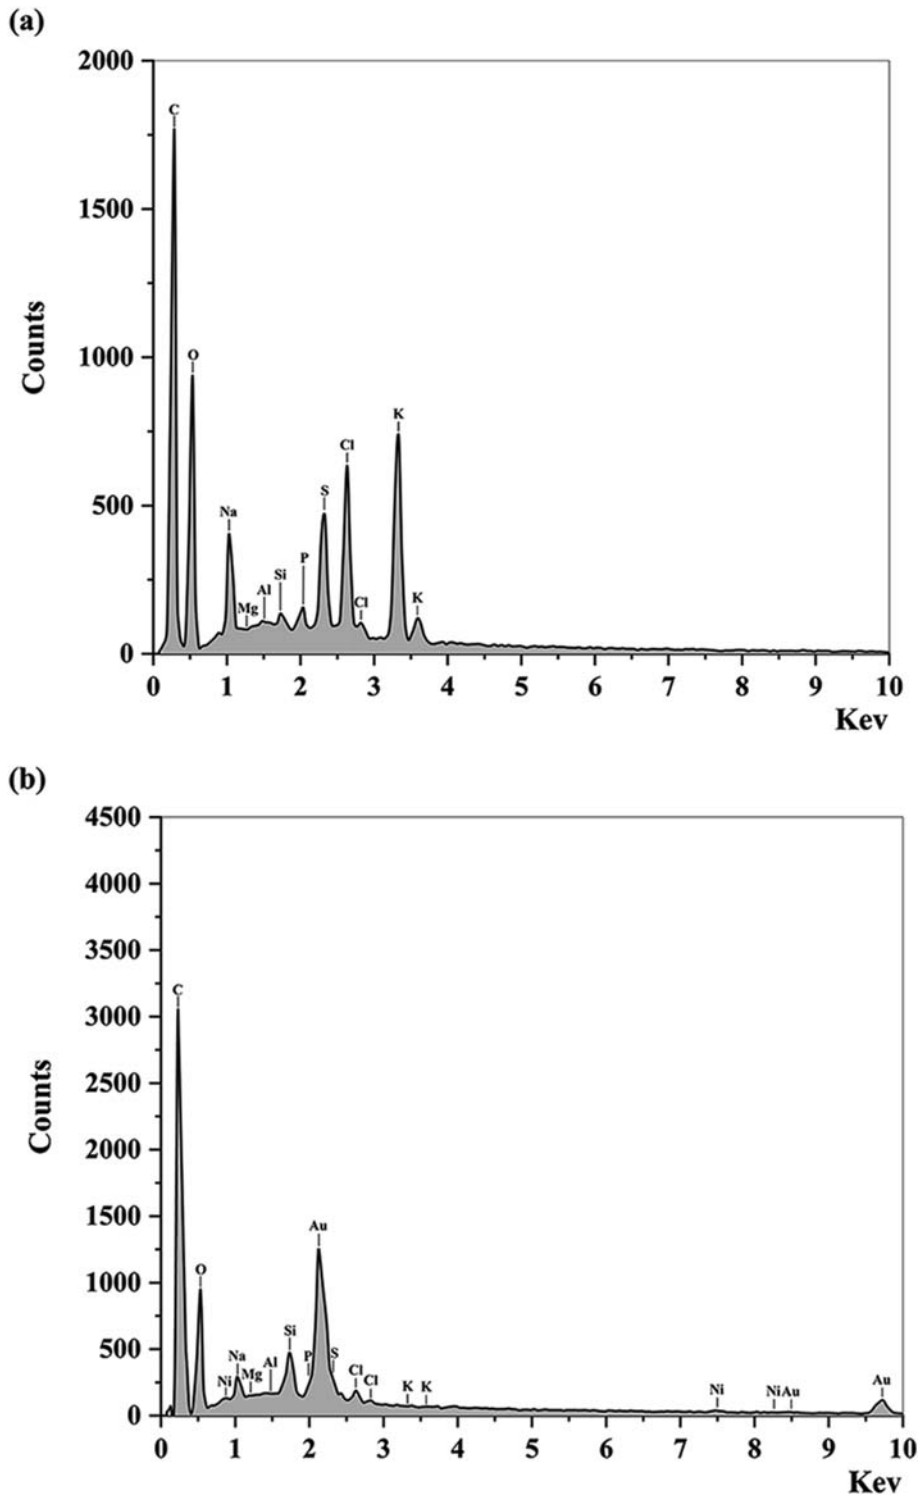 (a)
2000
1500
1000
500
0
Counts
C
O
Na
Mg
Al
Si
P
S
Cl
Cl
K
K
0 1 2 3 4 5 6 7 8 9 10
Kev
(b)
4500
4000
3500
3000
2500
2000
1500
1000
500
0
Counts
C
O
Ni
Na
Mg
Al
Si
P
Au
S
Cl
Cl
K K
Ni
Ni Au
Au
0 1 2 3 4 5 6 7 8 9 10
Kev